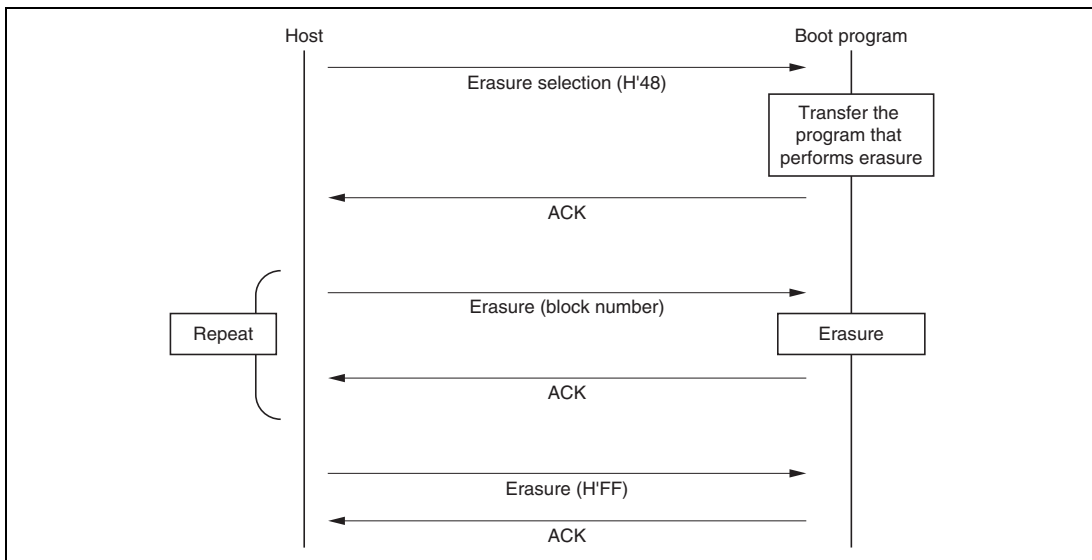 Host
Boot program
Erasure selection (H'48)
Transfer the
program that
performs erasure
ACK
Erasure (block number)
Repeat
Erasure
ACK
Erasure (H'FF)
ACK